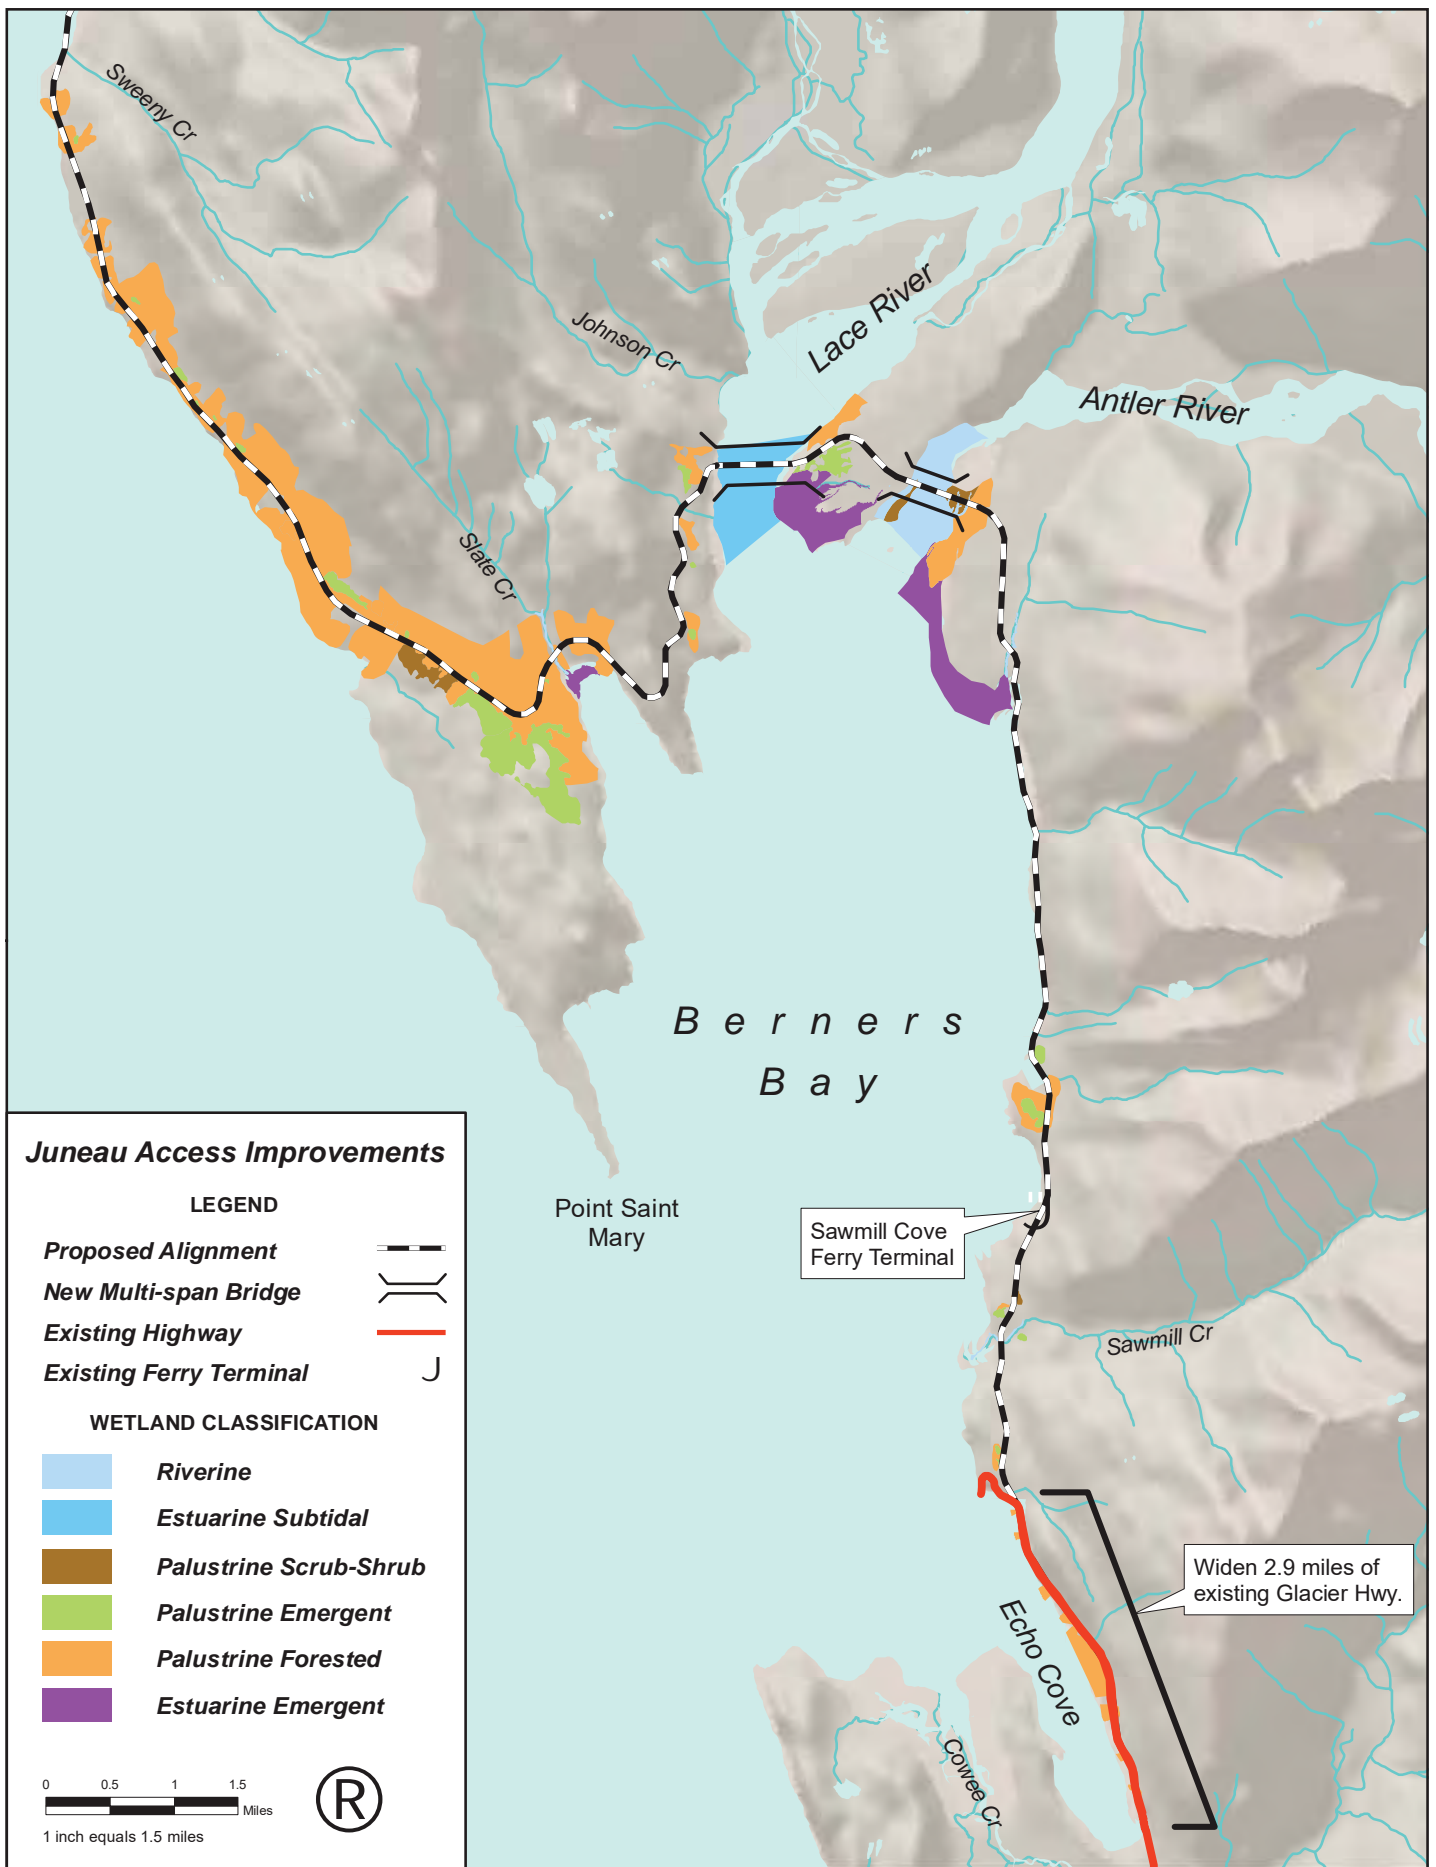 Sweeny Cr
Johnson Cr
Lace River
Antler River
Slate Cr
Berners
Bay
Point Saint
Mary
Sawmill Cove
Ferry Terminal
Sawmill Cr
Widen 2.9 miles of
existing Glacier Hwy.
Echo Cove
Cowee Cr
Juneau Access Improvements
LEGEND
Proposed Alignment
New Multi-span Bridge
Existing Highway
Existing Ferry Terminal
WETLAND CLASSIFICATION
Riverine
Estuarine Subtidal
Palustrine Scrub-Shrub
Palustrine Emergent
Palustrine Forested
Estuarine Emergent
0 0.5 1 1.5
Miles
1 inch equals 1.5 miles
®